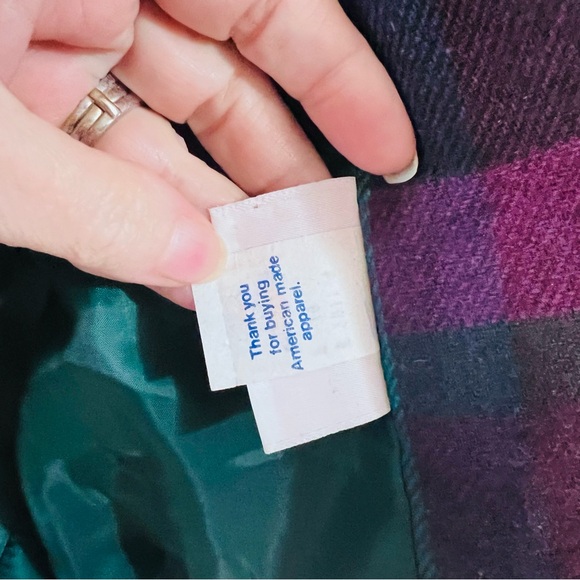 Thank you
for buying
American made
apparel.